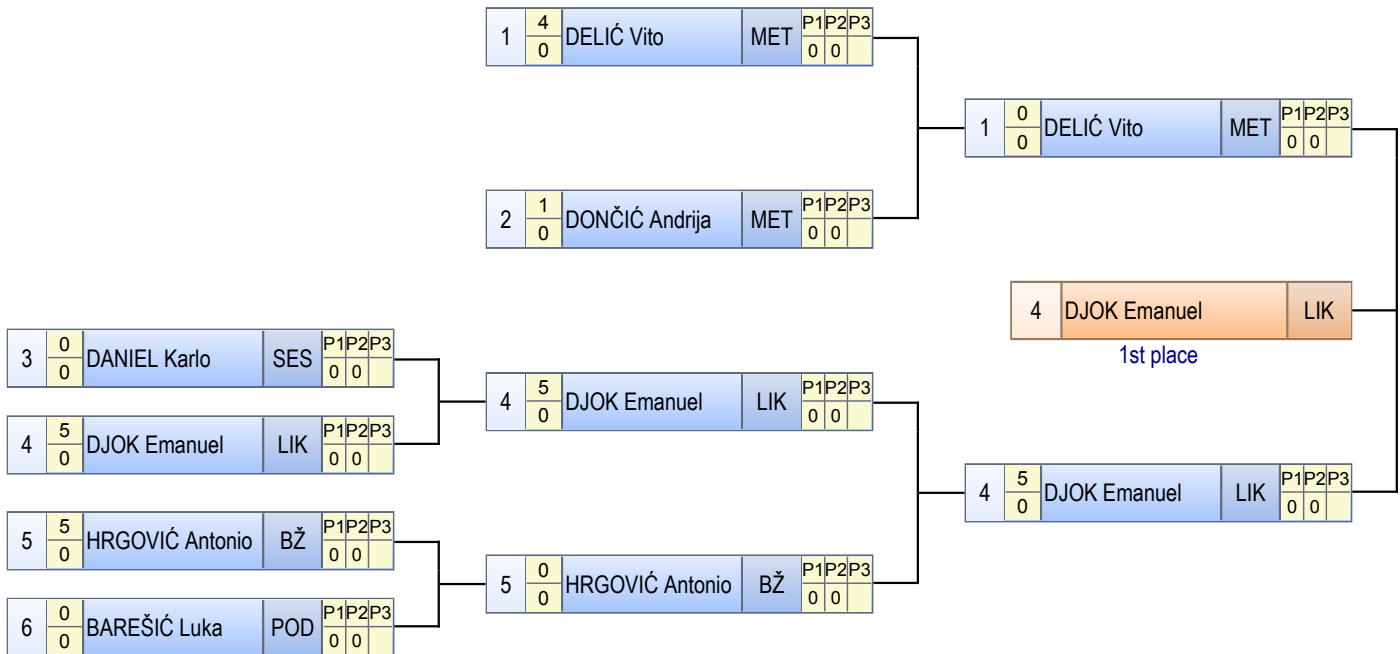 1 4 0 DELIĆ Vito MET P1 P2 P3 0 0
1 0 0 DELIĆ Vito MET P1 P2 P3 0 0
2 1 0 DONČIĆ Andrija MET P1 P2 P3 0 0
4 DJOK Emanuel LIK
1st place
3 0 0 DANIEL Karlo SES P1 P2 P3 0 0
4 5 0 DJOK Emanuel LIK P1 P2 P3 0 0
4 5 0 DJOK Emanuel LIK P1 P2 P3 0 0
4 5 0 DJOK Emanuel LIK P1 P2 P3 0 0
5 5 0 HRGOVIĆ Antonio BŽ P1 P2 P3 0 0
5 0 0 HRGOVIĆ Antonio BŽ P1 P2 P3 0 0
6 0 0 BAREŠIĆ Luka POD P1 P2 P3 0 0